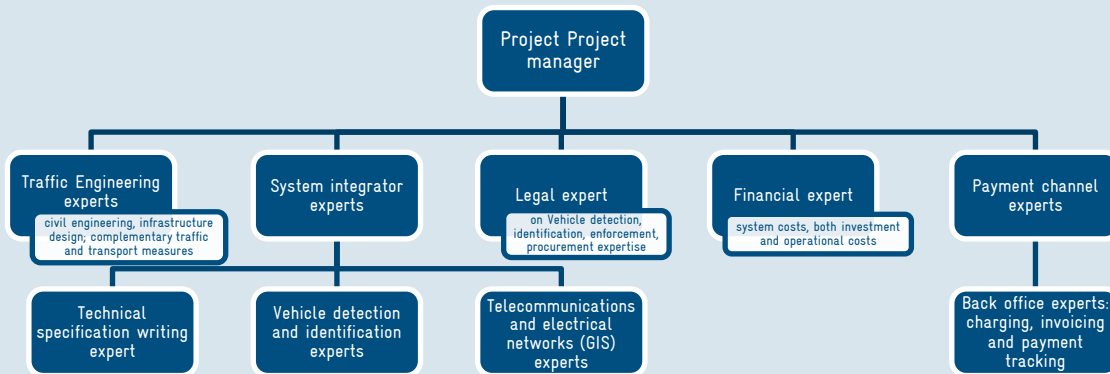 Project Project
manager
Traffic Engineering
experts
civil engineering, infrastructure
design; complementary traffic
and transport measures
System integrator
experts
Legal expert
on Vehicle detection,
identification, enforcement,
procurement expertise
Financial expert
system costs, both investment
and operational costs
Payment channel
experts
Technical
specification writing
expert
Vehicle detection
and identification
experts
Telecommunications
and electrical
networks (GIS)
experts
Back office experts:
charging, invoicing
and payment
tracking